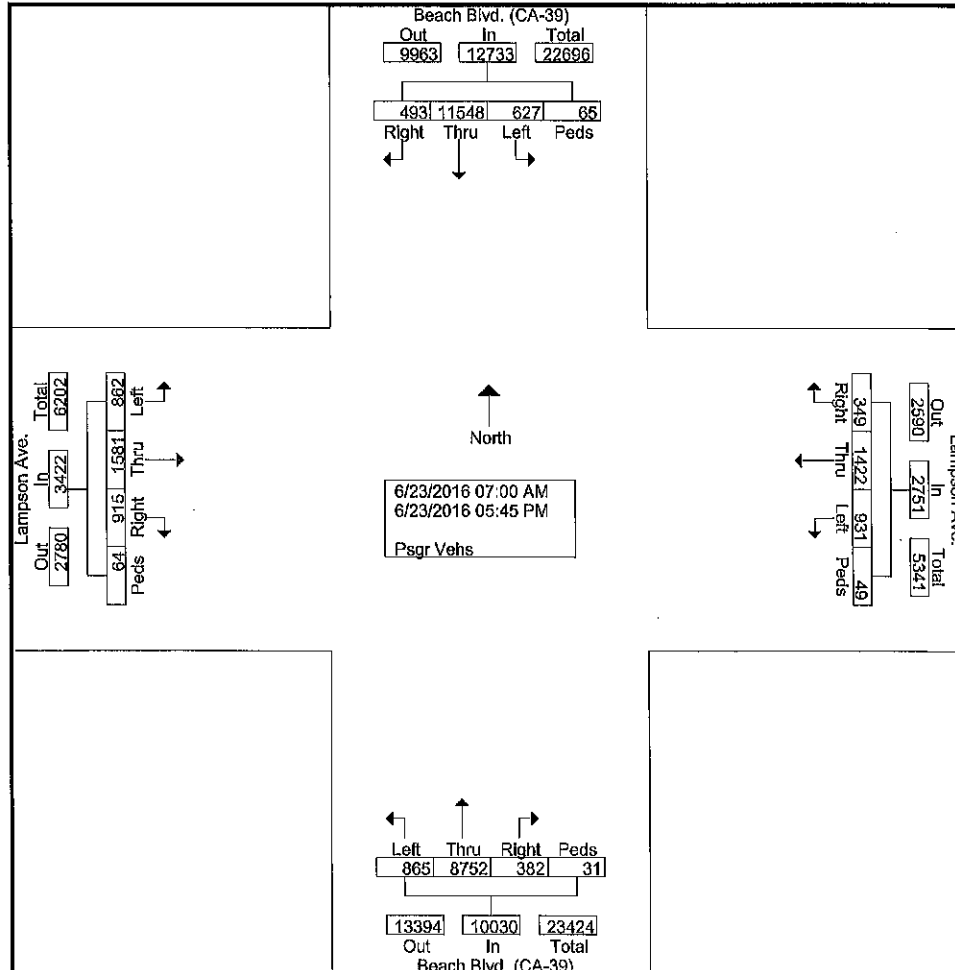 Beach Blvd. (CA-39)
Out In Total
9963 12733 22696
493 11548 627 65
Right Thru Left Peds
Lampson Ave.
Total In Out
6202 3422 2780
862 1581 915 64
Left Thru Right Peds
North
6/23/2016 07:00 AM
6/23/2016 05:45 PM
Psgr Vehs
Right Thru Left Peds
349 1422 931 49
Out In Total
2590 2751 5341
Lampson Ave.
Left Thru Right Peds
865 8752 382 31
13394 10030 23424
Out In Total
Beach Blvd. (CA-39)